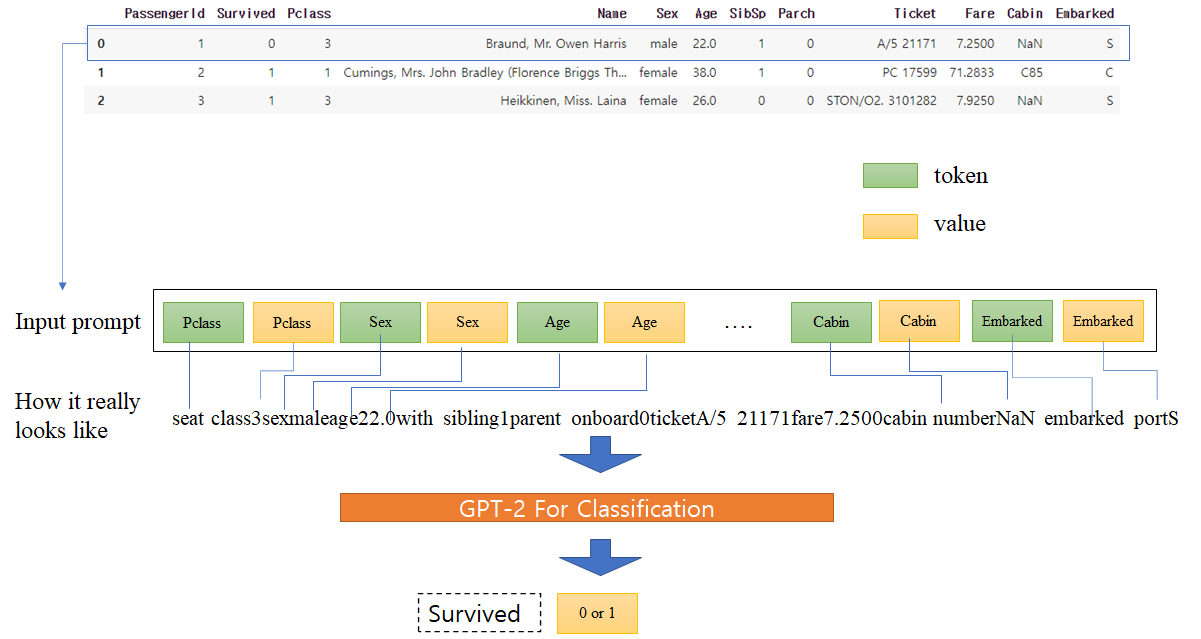 PassengerId Survived Pclass Name Sex Age SibSp Parch Ticket Fare Cabin Embarked
0 1 0 3 Braund, Mr. Owen Harris male 22.0 1 0 A/5 21171 7.2500 NaN S
1 2 1 1 Cumings, Mrs. John Bradley (Florence Briggs Th... female 38.0 1 0 PC 17599 71.2833 C85 C
2 3 1 3 Heikkinen, Miss. Laina female 26.0 0 0 STON/O2. 3101282 7.9250 NaN S
token
value
Input prompt Pclass Pclass Sex Sex Age Age .... Cabin Cabin Embarked Embarked
How it really
looks like
seat class3sexmaleage22.0with sibling1parent onboard0ticketA/5 21171fare7.2500cabin numberNaN embarked portS
GPT-2 For Classification
Survived 0 or 1